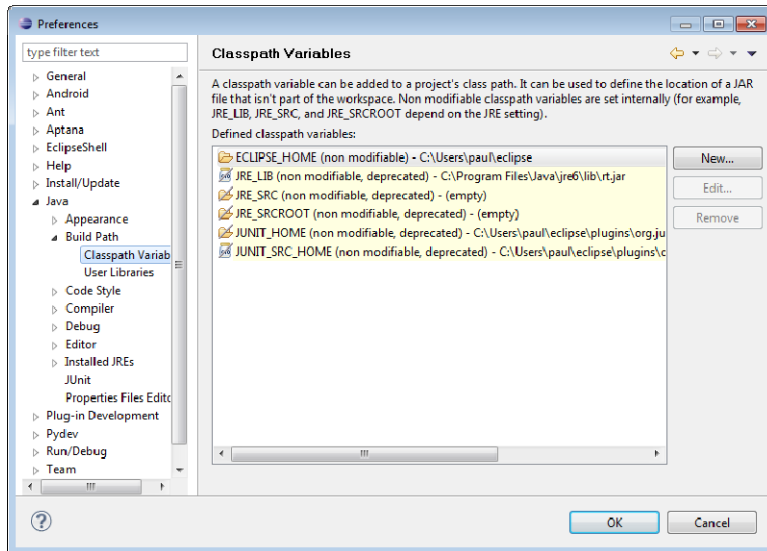 Preferences
type filter text
Classpath Variables
General
Android
Ant
Aptana
EclipseShell
Help
Install/Update
Java
Appearance
Build Path
Classpath Variab
User Libraries
Code Style
Compiler
Debug
Editor
Installed JREs
JUnit
Properties Files Edito
Plug-in Development
Pydev
Run/Debug
Team
A classpath variable can be added to a project's class path. It can be used to define the location of a JAR
file that isn't part of the workspace. Non modifiable classpath variables are set internally (for example,
JRE_LIB, JRE_SRC, and JRE_SRCROOT depend on the JRE setting).
Defined classpath variables:
ECLIPSE_HOME (non modifiable) - C:\Users\paul\eclipse
JRE_LIB (non modifiable, deprecated) - C:\Program Files\Java\jre6\lib\rt.jar
JRE_SRC (non modifiable, deprecated) - (empty)
JRE_SRCROOT (non modifiable, deprecated) - (empty)
JUNIT_HOME (non modifiable, deprecated) - C:\Users\paul\eclipse\plugins\org.ju
JUNIT_SRC_HOME (non modifiable, deprecated) - C:\Users\paul\eclipse\plugins\c
New...
Edit...
Remove
OK
Cancel